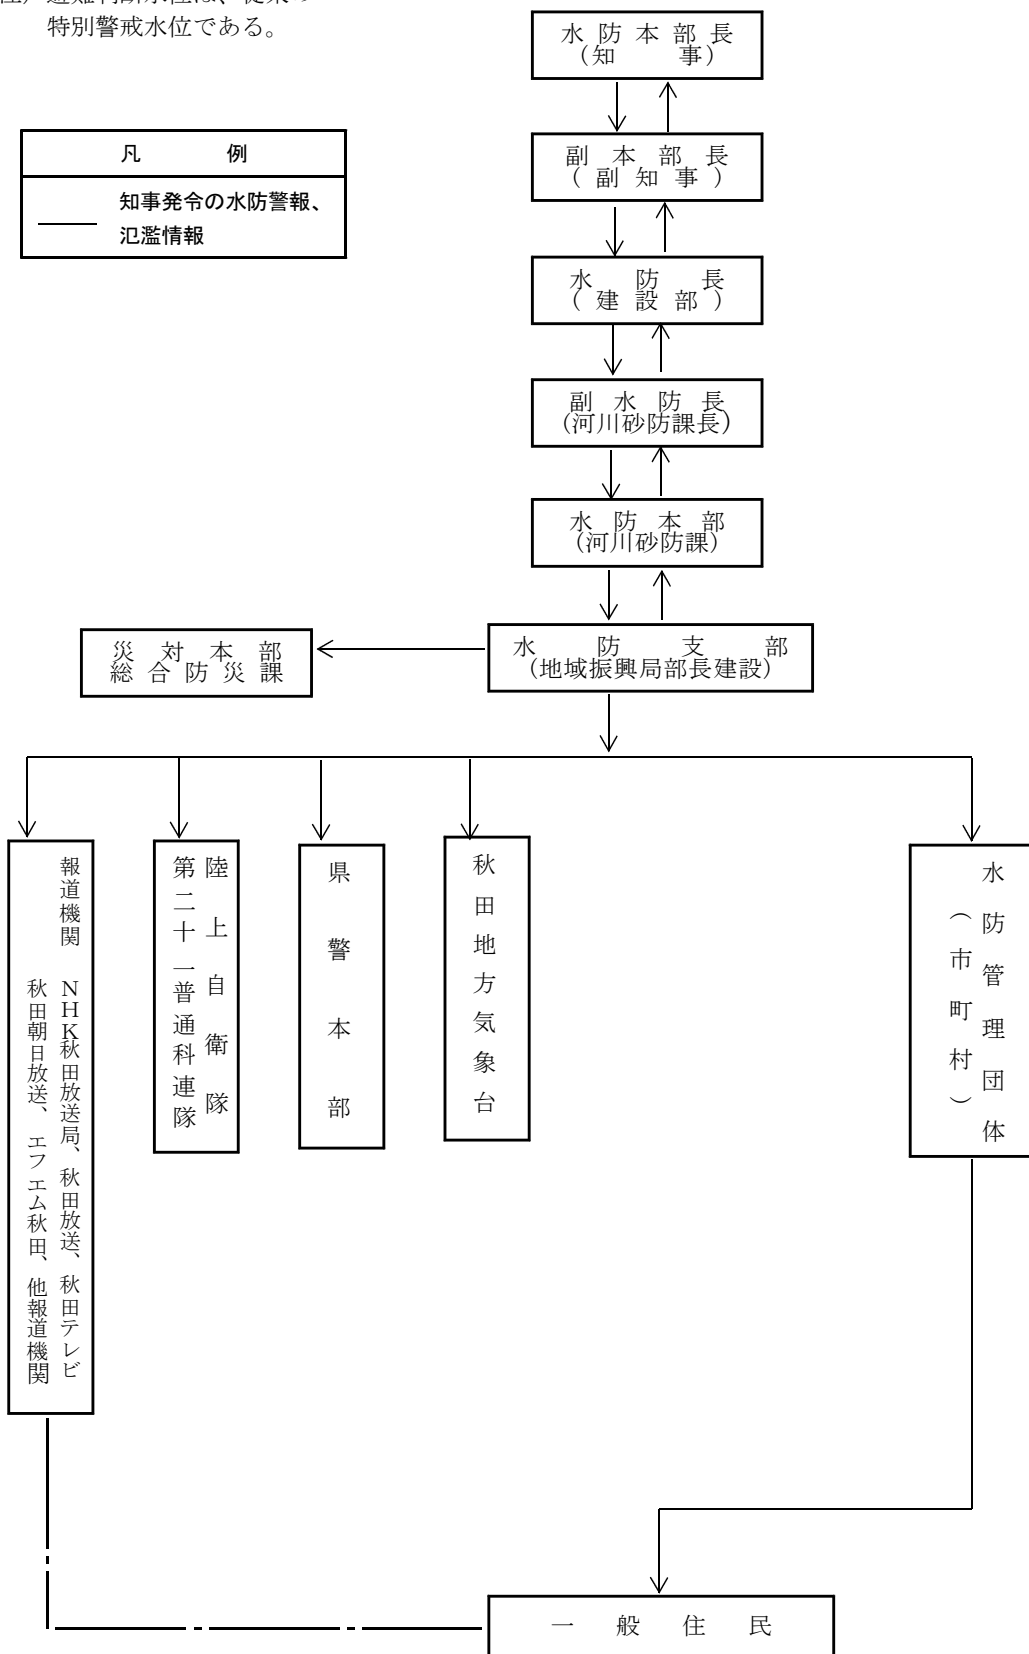 特別警戒水位である。
水防本部長
(知事)
凡例
知事発令の水防警報、
氾濫情報
副本部長
(副知事)
水防長
(建設部)
副水防長
(河川砂防課長)
水防本部
(河川砂防課)
水防支部
(地域振興局部長建設)
災対本部
総合防災課
報道機関
NHK秋田放送局、秋田放送、秋田テレビ
秋田朝日放送、エフエム秋田、他報道機関
陸上自衛隊
第二十一普通科連隊
県警本部
秋田地方気象台
水防管理団体
(市町村)
一般住民